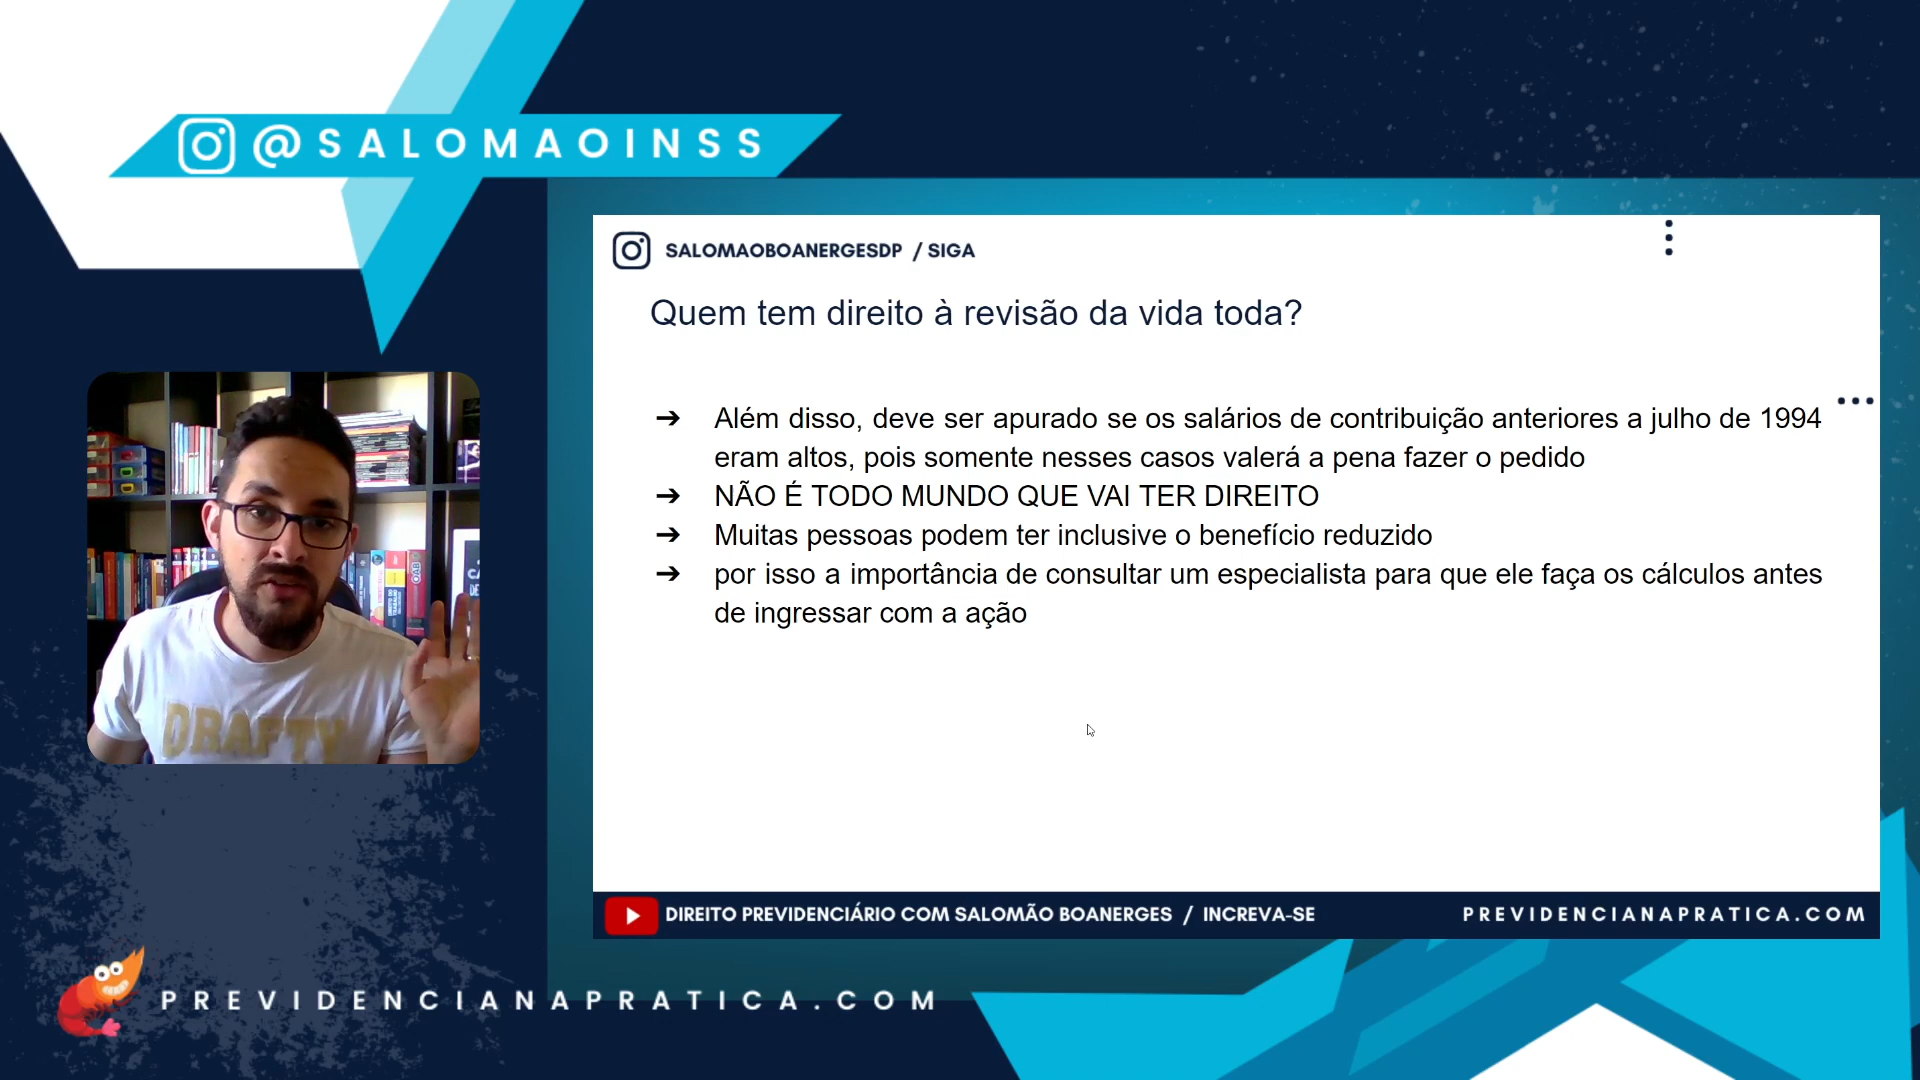 @SALOMAOINSS
SALOMAOBOANERGESDP / SIGA
Quem tem direito à revisão da vida toda?
➔ Além disso, deve ser apurado se os salários de contribuição anteriores a julho de 1994
eram altos, pois somente nesses casos valerá a pena fazer o pedido
➔ NÃO É TODO MUNDO QUE VAI TER DIREITO
➔ Muitas pessoas podem ter inclusive o benefício reduzido
➔ por isso a importância de consultar um especialista para que ele faça os cálculos antes
de ingressar com a ação
DRAFTY
DIREITO PREVIDENCIÁRIO COM SALOMÃO BOANERGES / INCREVA-SE
PREVIDENCIANAPRATICA.COM
PREVIDENCIANAPRATICA.COM